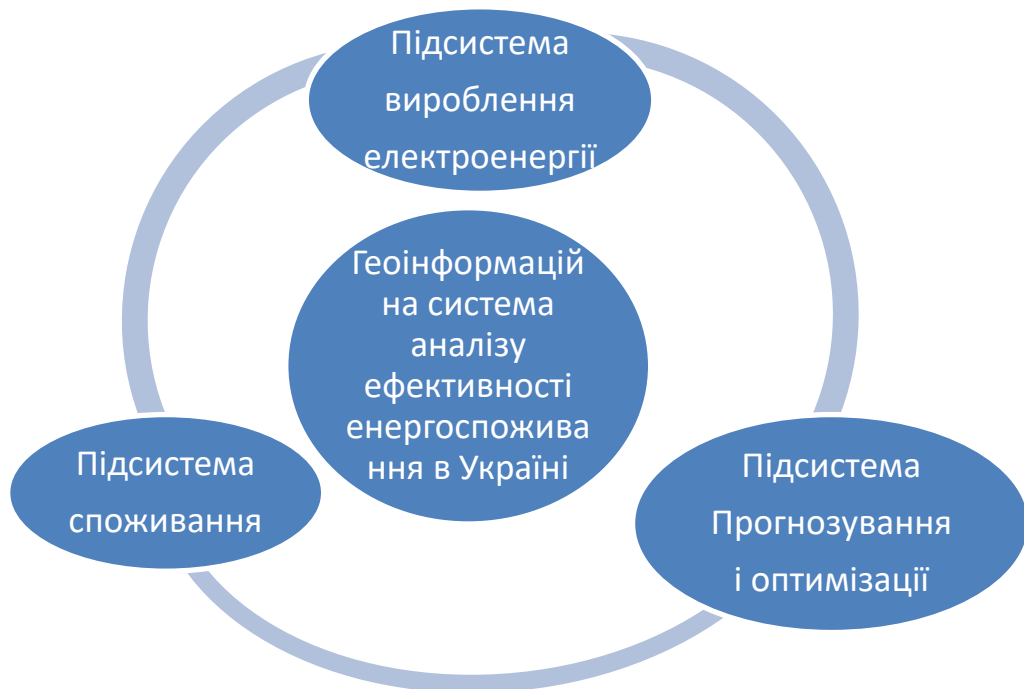 Підсистема
вироблення
електроенергії
Геоінформацій
на система
аналізу
ефективності
енергоспожива
ння в Україні
Підсистема
споживання
Підсистема
Прогнозування
і оптимізації